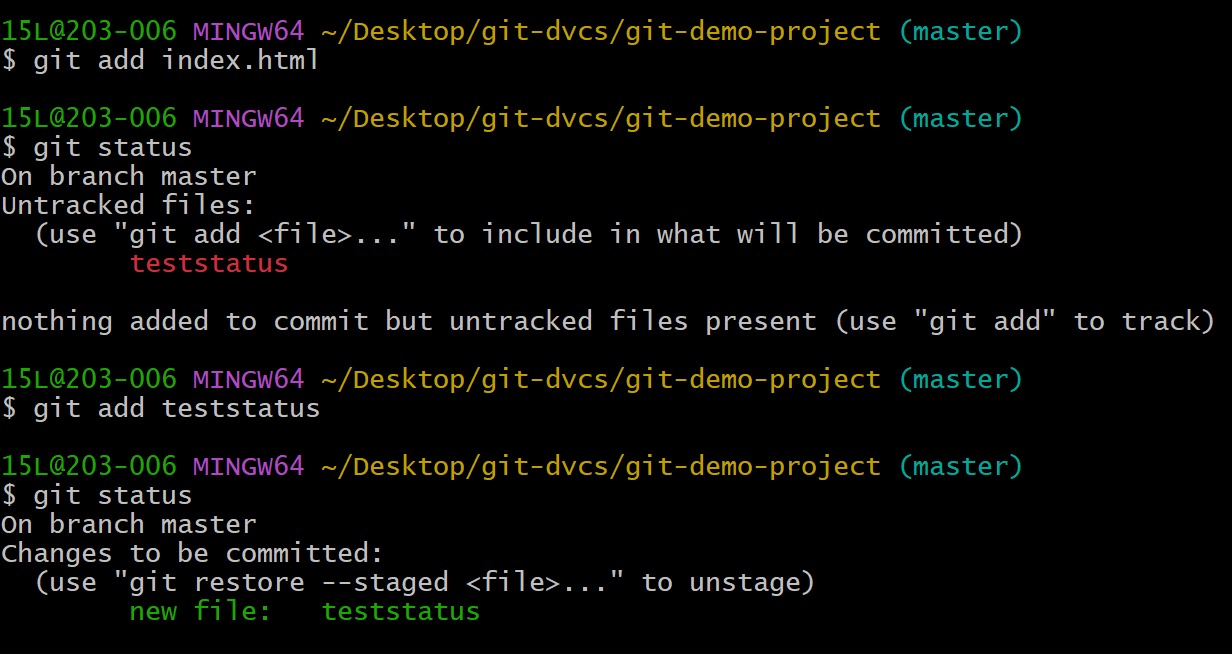 15L@203-006 MINGW64 ~/Desktop/git-dvcs/git-demo-project (master)
$ git add index.html
15L@203-006 MINGW64 ~/Desktop/git-dvcs/git-demo-project (master)
$ git status
On branch master
Untracked files:
  (use "git add <file>..." to include in what will be committed)
        teststatus
nothing added to commit but untracked files present (use "git add" to track)
15L@203-006 MINGW64 ~/Desktop/git-dvcs/git-demo-project (master)
$ git add teststatus
15L@203-006 MINGW64 ~/Desktop/git-dvcs/git-demo-project (master)
$ git status
On branch master
Changes to be committed:
  (use "git restore --staged <file>..." to unstage)
        new file:   teststatus